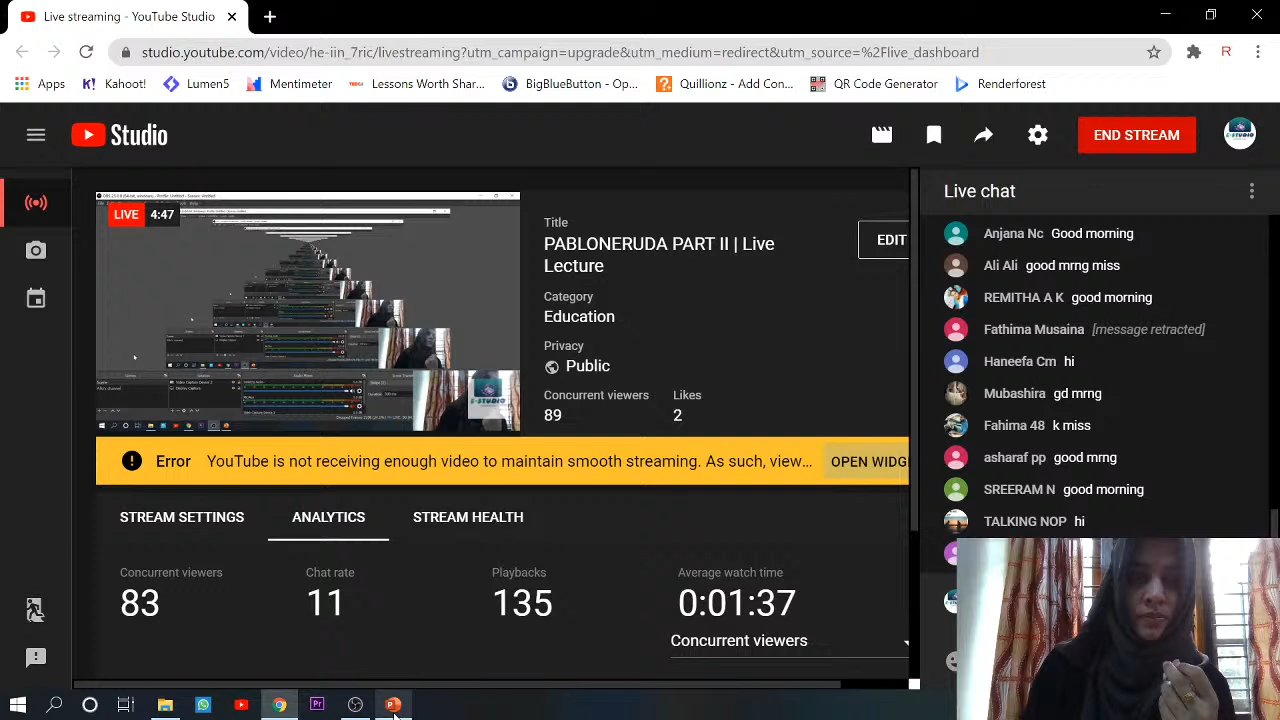 Live streaming - YouTube Studio
studio.youtube.com/video/he-iin_7ric/livestreaming?utm_campaign=upgrade&utm_medium=redirect&utm_source=%2Flive_dashboard
R
Apps
K! Kahoot!
Lumen5
Mentimeter
Lessons Worth Shar...
BigBlueButton - Op...
Quillionz - Add Con...
QR Code Generator
Renderforest
Studio
END STREAM
E-STUDIO
LIVE 4:47
Title
PABLONERUDA PART II | Live
Lecture
EDIT
Category
Education
Privacy
Public
Concurrent viewers
89
Likes
2
E-STUDIO
Error YouTube is not receiving enough video to maintain smooth streaming. As such, view...
OPEN WIDG
STREAM SETTINGS
ANALYTICS
STREAM HEALTH
Concurrent viewers
83
Chat rate
11
Playbacks
135
Average watch time
0:01:37
Concurrent viewers
Live chat
Anjana Nc Good morning
Ali Ali good mrng miss
REMITHA A K good morning
Fathima Musaina [message retracted]
Haneefa Cm hi
Mubashira gd mrng
Fahima 48 k miss
asharaf pp good mrng
SREERAM N good morning
TALKING NOP hi
Pr
P